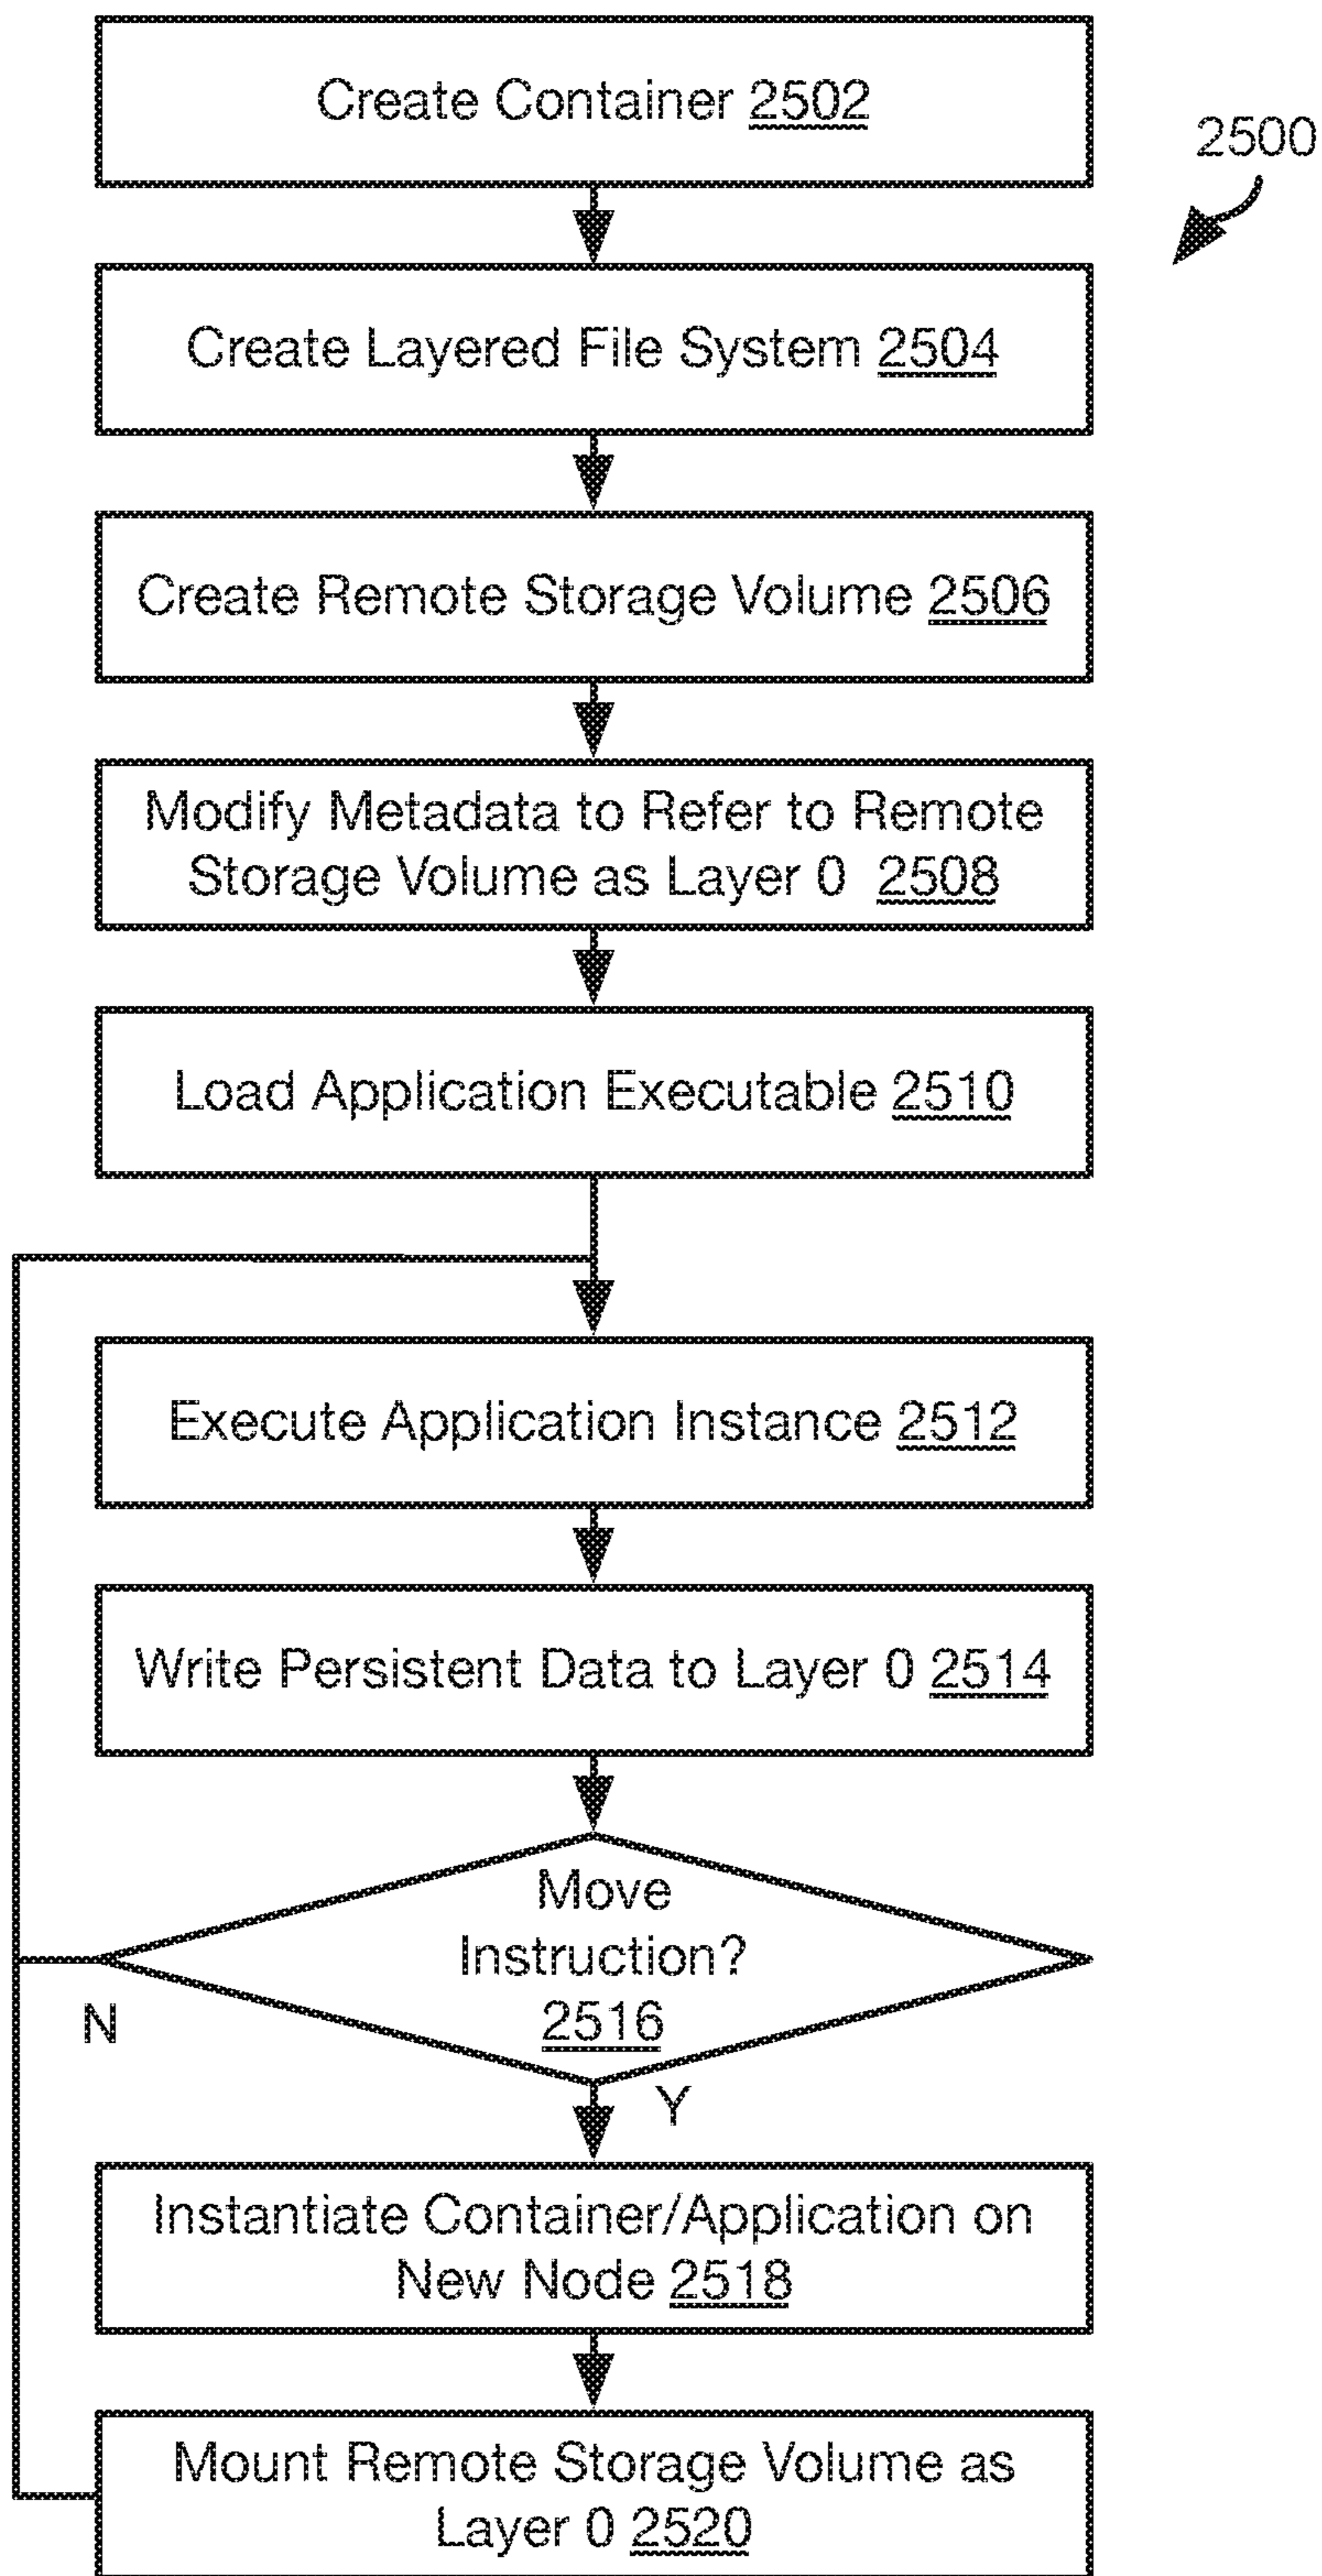 Create Container 2502
2500
Create Layered File System 2504
Create Remote Storage Volume 2506
Modify Metadata to Refer to Remote
Storage Volume as Layer 0 2508
Load Application Executable 2510
Execute Application Instance 2512
Write Persistent Data to Layer 0 2514
Move
Instruction?
2516
N
Y
Instantiate Container/Application on
New Node 2518
Mount Remote Storage Volume as
Layer 0 2520